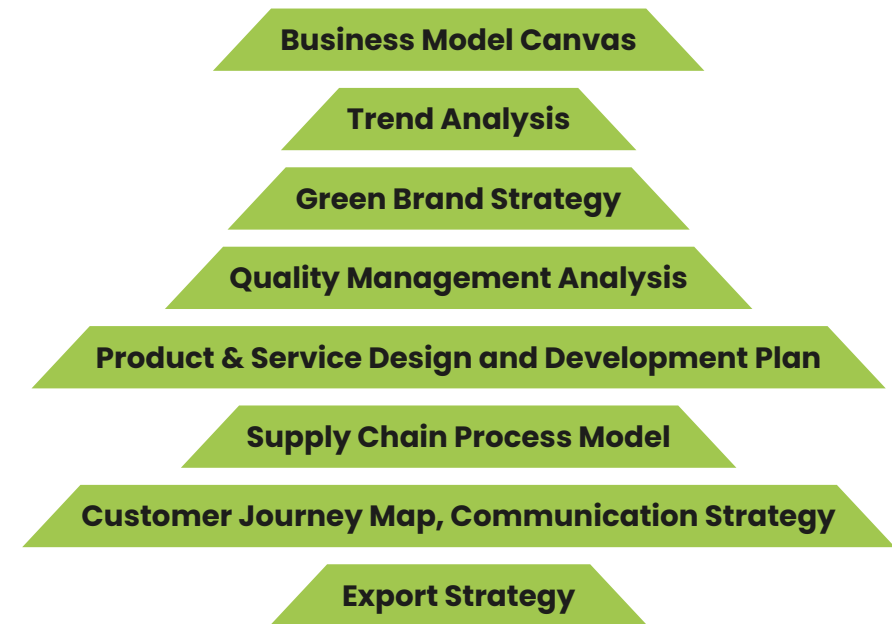 Business Model Canvas
Trend Analysis
Green Brand Strategy
Quality Management Analysis
Product & Service Design and Development Plan
Supply Chain Process Model
Customer Journey Map, Communication Strategy
Export Strategy